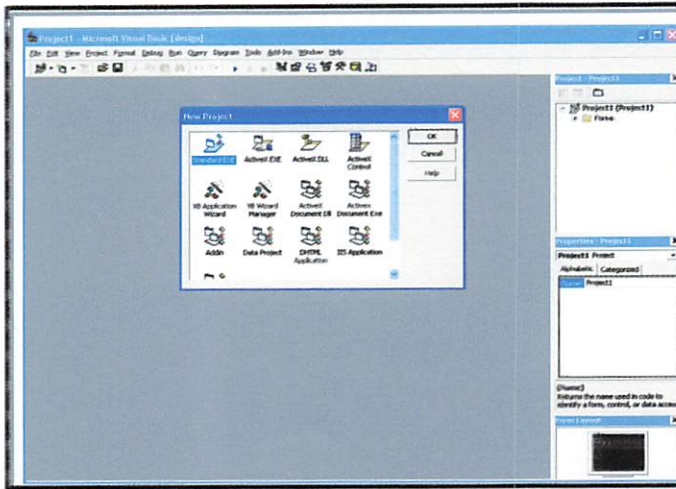 Project1 - Microsoft Visual Basic [design]
File Edit View Project Format Debug Run Query Diagram Tools Add-Ins Window Help
Project - Project1
Project1 (Project1)
Forms
New Project
Standard EXE ActiveX EXE ActiveX DLL ActiveX Control
VB Application Wizard VB Wizard Manager ActiveX Document Dll Activex Document Exe
Addin Data Project DHTML Application IIS Application
OK
Cancel
Help
Properties - Project1
Project1 Project
Alphabetic Categorized
(Name) Project1
(Name)
Returns the name used in code to
identify a form, control, or data access
Form Layout